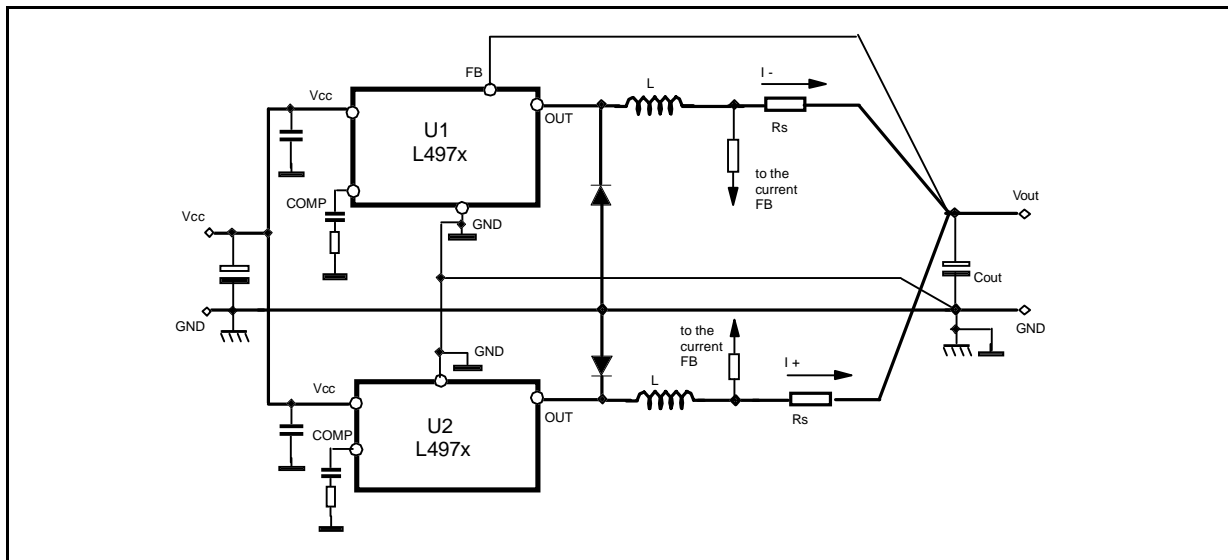 FB
I -
L
Vcc
OUT
Rs
U1
L497x
to the
current
FB
COMP
Vout
Vcc
GND
Cout
GND
GND
to the
current
FB
GND
I +
Vcc
L
OUT
Rs
U2
L497x
COMP